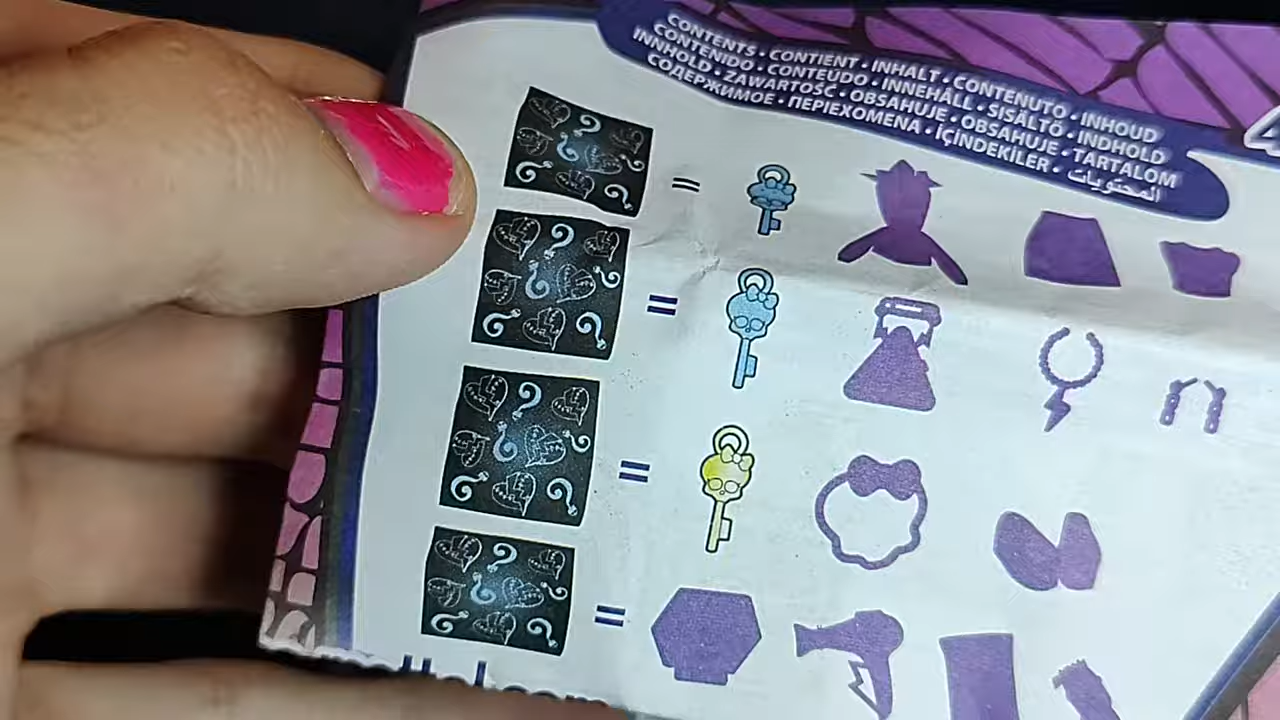 CONTENTS • CONTIENT • INHALT • CONTENUTO • INHOUD
CONTENIDO • CONTEÚDO • INNEHÅLL • SISÄLTÖ • INDHOLD
INNHOLD • ZAWARTOŚĆ • OBSAHUJE • OBSAHUJE • TARTALOM
СОДЕРЖИМОЕ • ΠΕΡΙΕΧΟΜΕΝΑ • İÇİNDEKİLER • المحتويات
= 
=
=
=